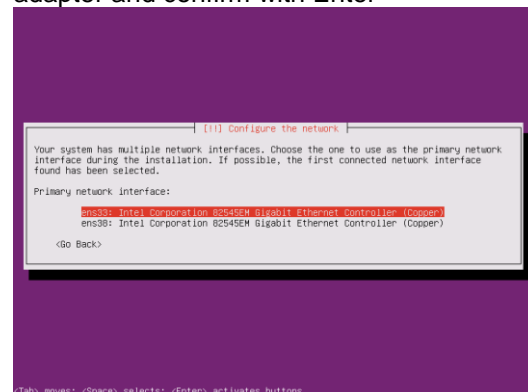 adapter and confirm with Enter
[!!] Configure the network
Your system has multiple network interfaces. Choose the one to use as the primary network
interface during the installation. If possible, the first connected network interface
found has been selected.
Primary network interface:
ens33: Intel Corporation 82545EM Gigabit Ethernet Controller (Copper)
ens38: Intel Corporation 82545EM Gigabit Ethernet Controller (Copper)
<Go Back>
<Tab> moves; <Space> selects; <Enter> activates buttons